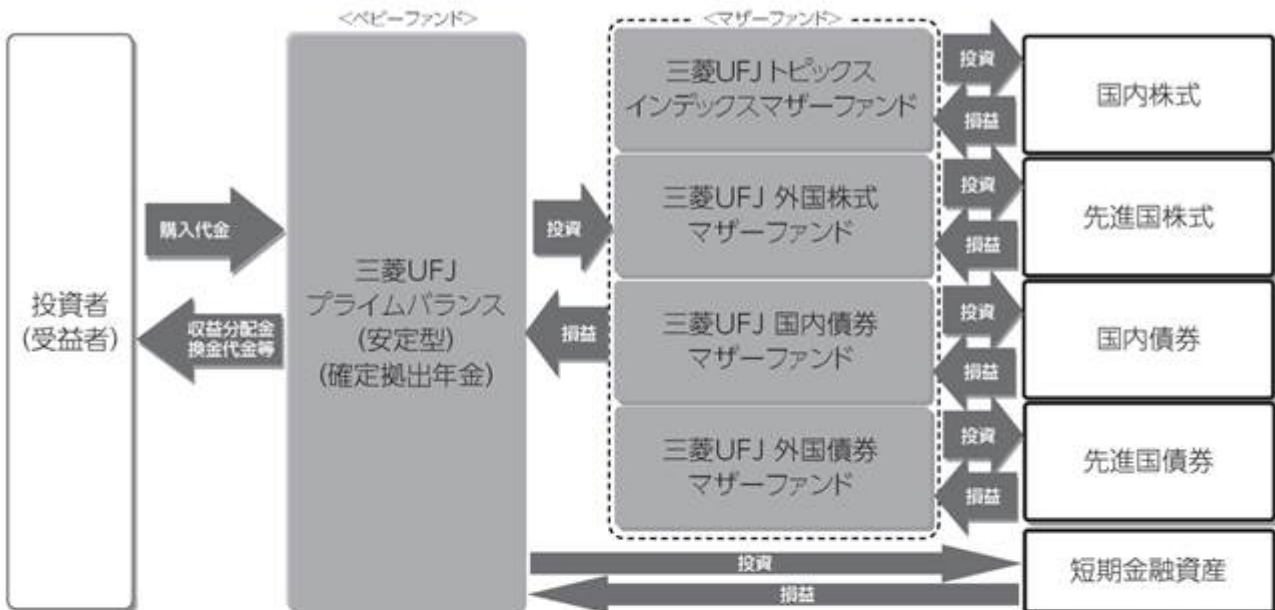 <ベビーファンド>
<マザーファンド>
投資者
(受益者)
購入代金
収益分配金
換金代金等
三菱UFJ
プライムバランス
(安定型)
(確定拠出年金)
投資
損益
三菱UFJ トピックス
インデックスマザーファンド
投資
損益
国内株式
三菱UFJ 外国株式
マザーファンド
投資
損益
先進国株式
三菱UFJ 国内債券
マザーファンド
投資
損益
国内債券
三菱UFJ 外国債券
マザーファンド
投資
損益
先進国債券
投資
損益
短期金融資産